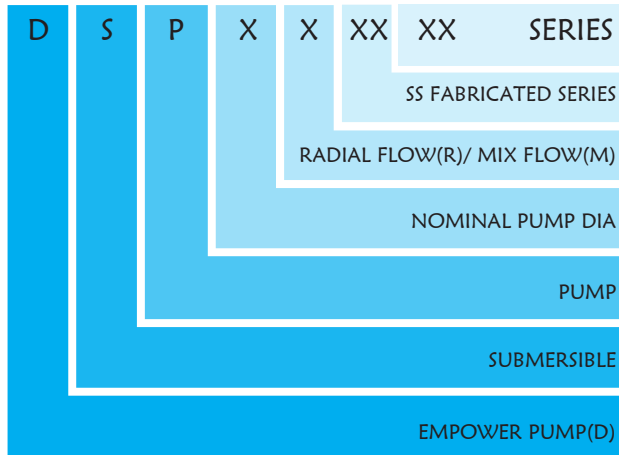 D S P X X XX XX SERIES
SS FABRICATED SERIES
RADIAL FLOW(R)/ MIX FLOW(M)
NOMINAL PUMP DIA
PUMP
SUBMERSIBLE
EMPOWER PUMP(D)